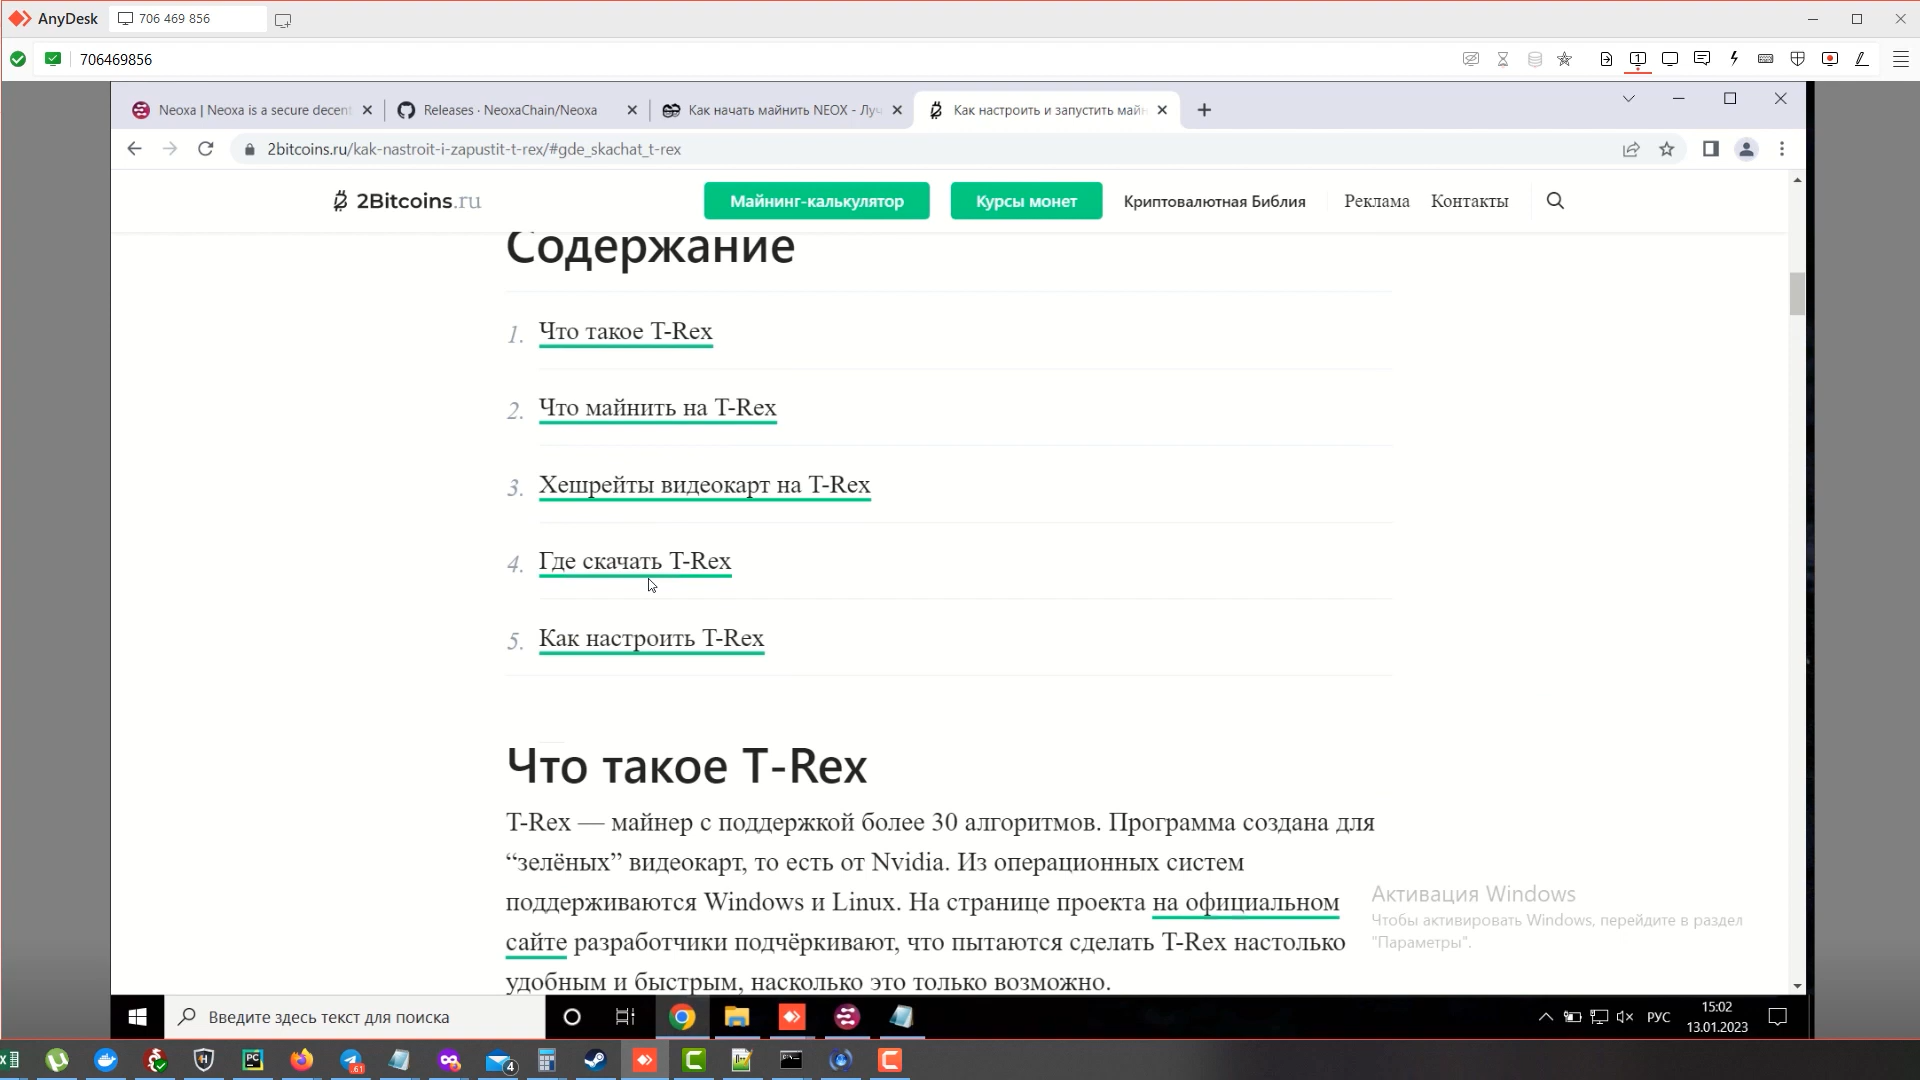 AnyDesk
706 469 856
706469856
Neoxa | Neoxa is a secure decent
Releases · NeoxaChain/Neoxa
Как начать майнить NEOX - Луч
Как настроить и запустить майн
2bitcoins.ru/kak-nastroit-i-zapustit-t-rex/#gde_skachat_t-rex
2Bitcoins.ru
Майнинг-калькулятор
Курсы монет
Криптовалютная Библия
Реклама
Контакты
Содержание
1. Что такое T-Rex
2. Что майнить на T-Rex
3. Хешрейты видеокарт на T-Rex
4. Где скачать T-Rex
5. Как настроить T-Rex
Что такое T-Rex
T-Rex — майнер с поддержкой более 30 алгоритмов. Программа создана для
“зелёных” видеокарт, то есть от Nvidia. Из операционных систем
поддерживаются Windows и Linux. На странице проекта на официальном
сайте разработчики подчёркивают, что пытаются сделать T-Rex настолько
удобным и быстрым, насколько это только возможно.
Активация Windows
Чтобы активировать Windows, перейдите в раздел
"Параметры".
Введите здесь текст для поиска
РУС
15:02
13.01.2023
PC
61
4